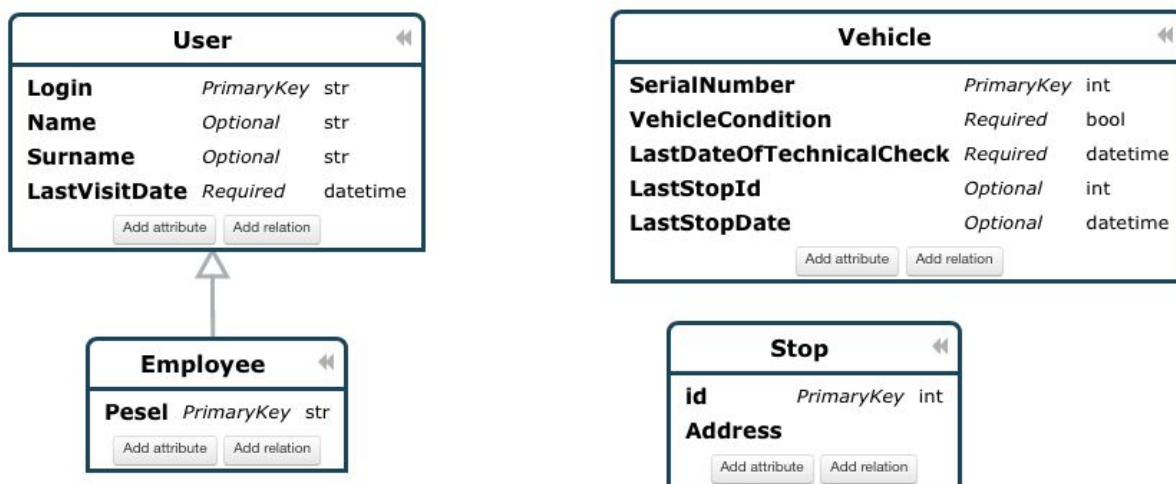 User
Login PrimaryKey str
Name Optional str
Surname Optional str
LastVisitDate Required datetime
Add attribute Add relation
Employee
Pesel PrimaryKey str
Add attribute Add relation
Vehicle
SerialNumber PrimaryKey int
VehicleCondition Required bool
LastDateOfTechnicalCheck Required datetime
LastStopId Optional int
LastStopDate Optional datetime
Add attribute Add relation
Stop
id PrimaryKey int
Address
Add attribute Add relation